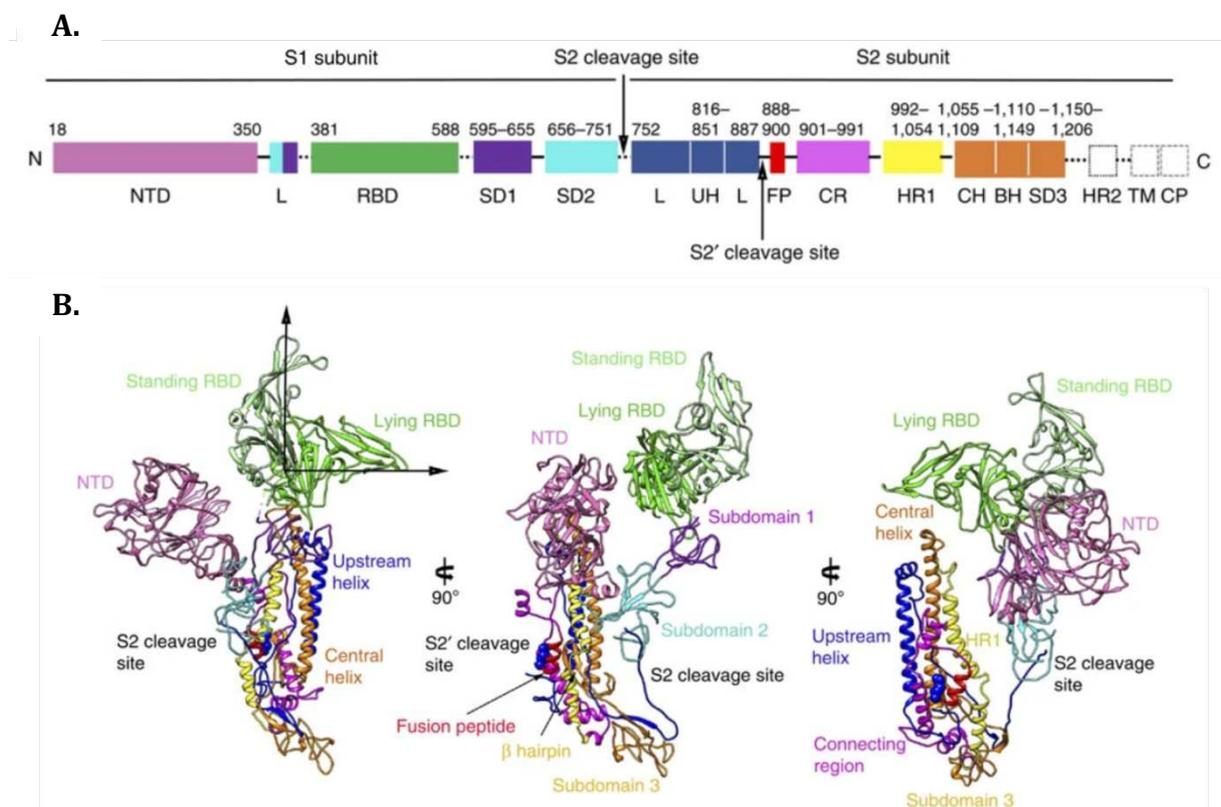 A.
S1 subunit S2 cleavage site S2 subunit
816– 888– 992– 1,055 –1,110 –1,150–
18 350 381 588 595–655 656–751 752 851 887 900 901–991 1,054 1,109 1,149 1,206
N C
NTD L RBD SD1 SD2 L UH L FP CR HR1 CH BH SD3 HR2 TM CP
S2′ cleavage site
B.
Standing RBD
Lying RBD
NTD
Upstream
helix
S2 cleavage
site
Central
helix
90°
Standing RBD
Lying RBD
NTD
Subdomain 1
Subdomain 2
S2′ cleavage
site
S2 cleavage site
Fusion peptide
β hairpin
Subdomain 3
90°
Standing RBD
Lying RBD
Central
helix
NTD
Upstream
helix
HR1
S2 cleavage
site
Connecting
region
Subdomain 3